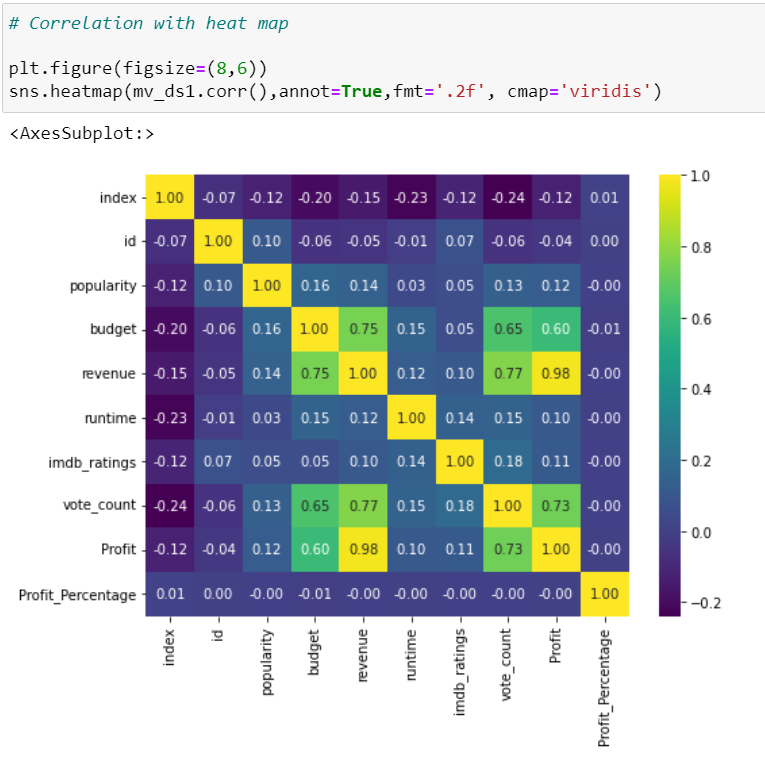 # Correlation with heat map
plt.figure(figsize=(8,6))
sns.heatmap(mv_ds1.corr(),annot=True,fmt='.2f', cmap='viridis')
<AxesSubplot:>
index 1.00 -0.07 -0.12 -0.20 -0.15 -0.23 -0.12 -0.24 -0.12 0.01
id -0.07 1.00 0.10 -0.06 -0.05 -0.01 0.07 -0.06 -0.04 0.00
popularity -0.12 0.10 1.00 0.16 0.14 0.03 0.05 0.13 0.12 -0.00
budget -0.20 -0.06 0.16 1.00 0.75 0.15 0.05 0.65 0.60 -0.01
revenue -0.15 -0.05 0.14 0.75 1.00 0.12 0.10 0.77 0.98 -0.00
runtime -0.23 -0.01 0.03 0.15 0.12 1.00 0.14 0.15 0.10 -0.00
imdb_ratings -0.12 0.07 0.05 0.05 0.10 0.14 1.00 0.18 0.11 -0.00
vote_count -0.24 -0.06 0.13 0.65 0.77 0.15 0.18 1.00 0.73 -0.00
Profit -0.12 -0.04 0.12 0.60 0.98 0.10 0.11 0.73 1.00 -0.00
Profit_Percentage 0.01 0.00 -0.00 -0.01 -0.00 -0.00 -0.00 -0.00 -0.00 1.00
index
id
popularity
budget
revenue
runtime
imdb_ratings
vote_count
Profit
Profit_Percentage
1.0
0.8
0.6
0.4
0.2
0.0
−0.2